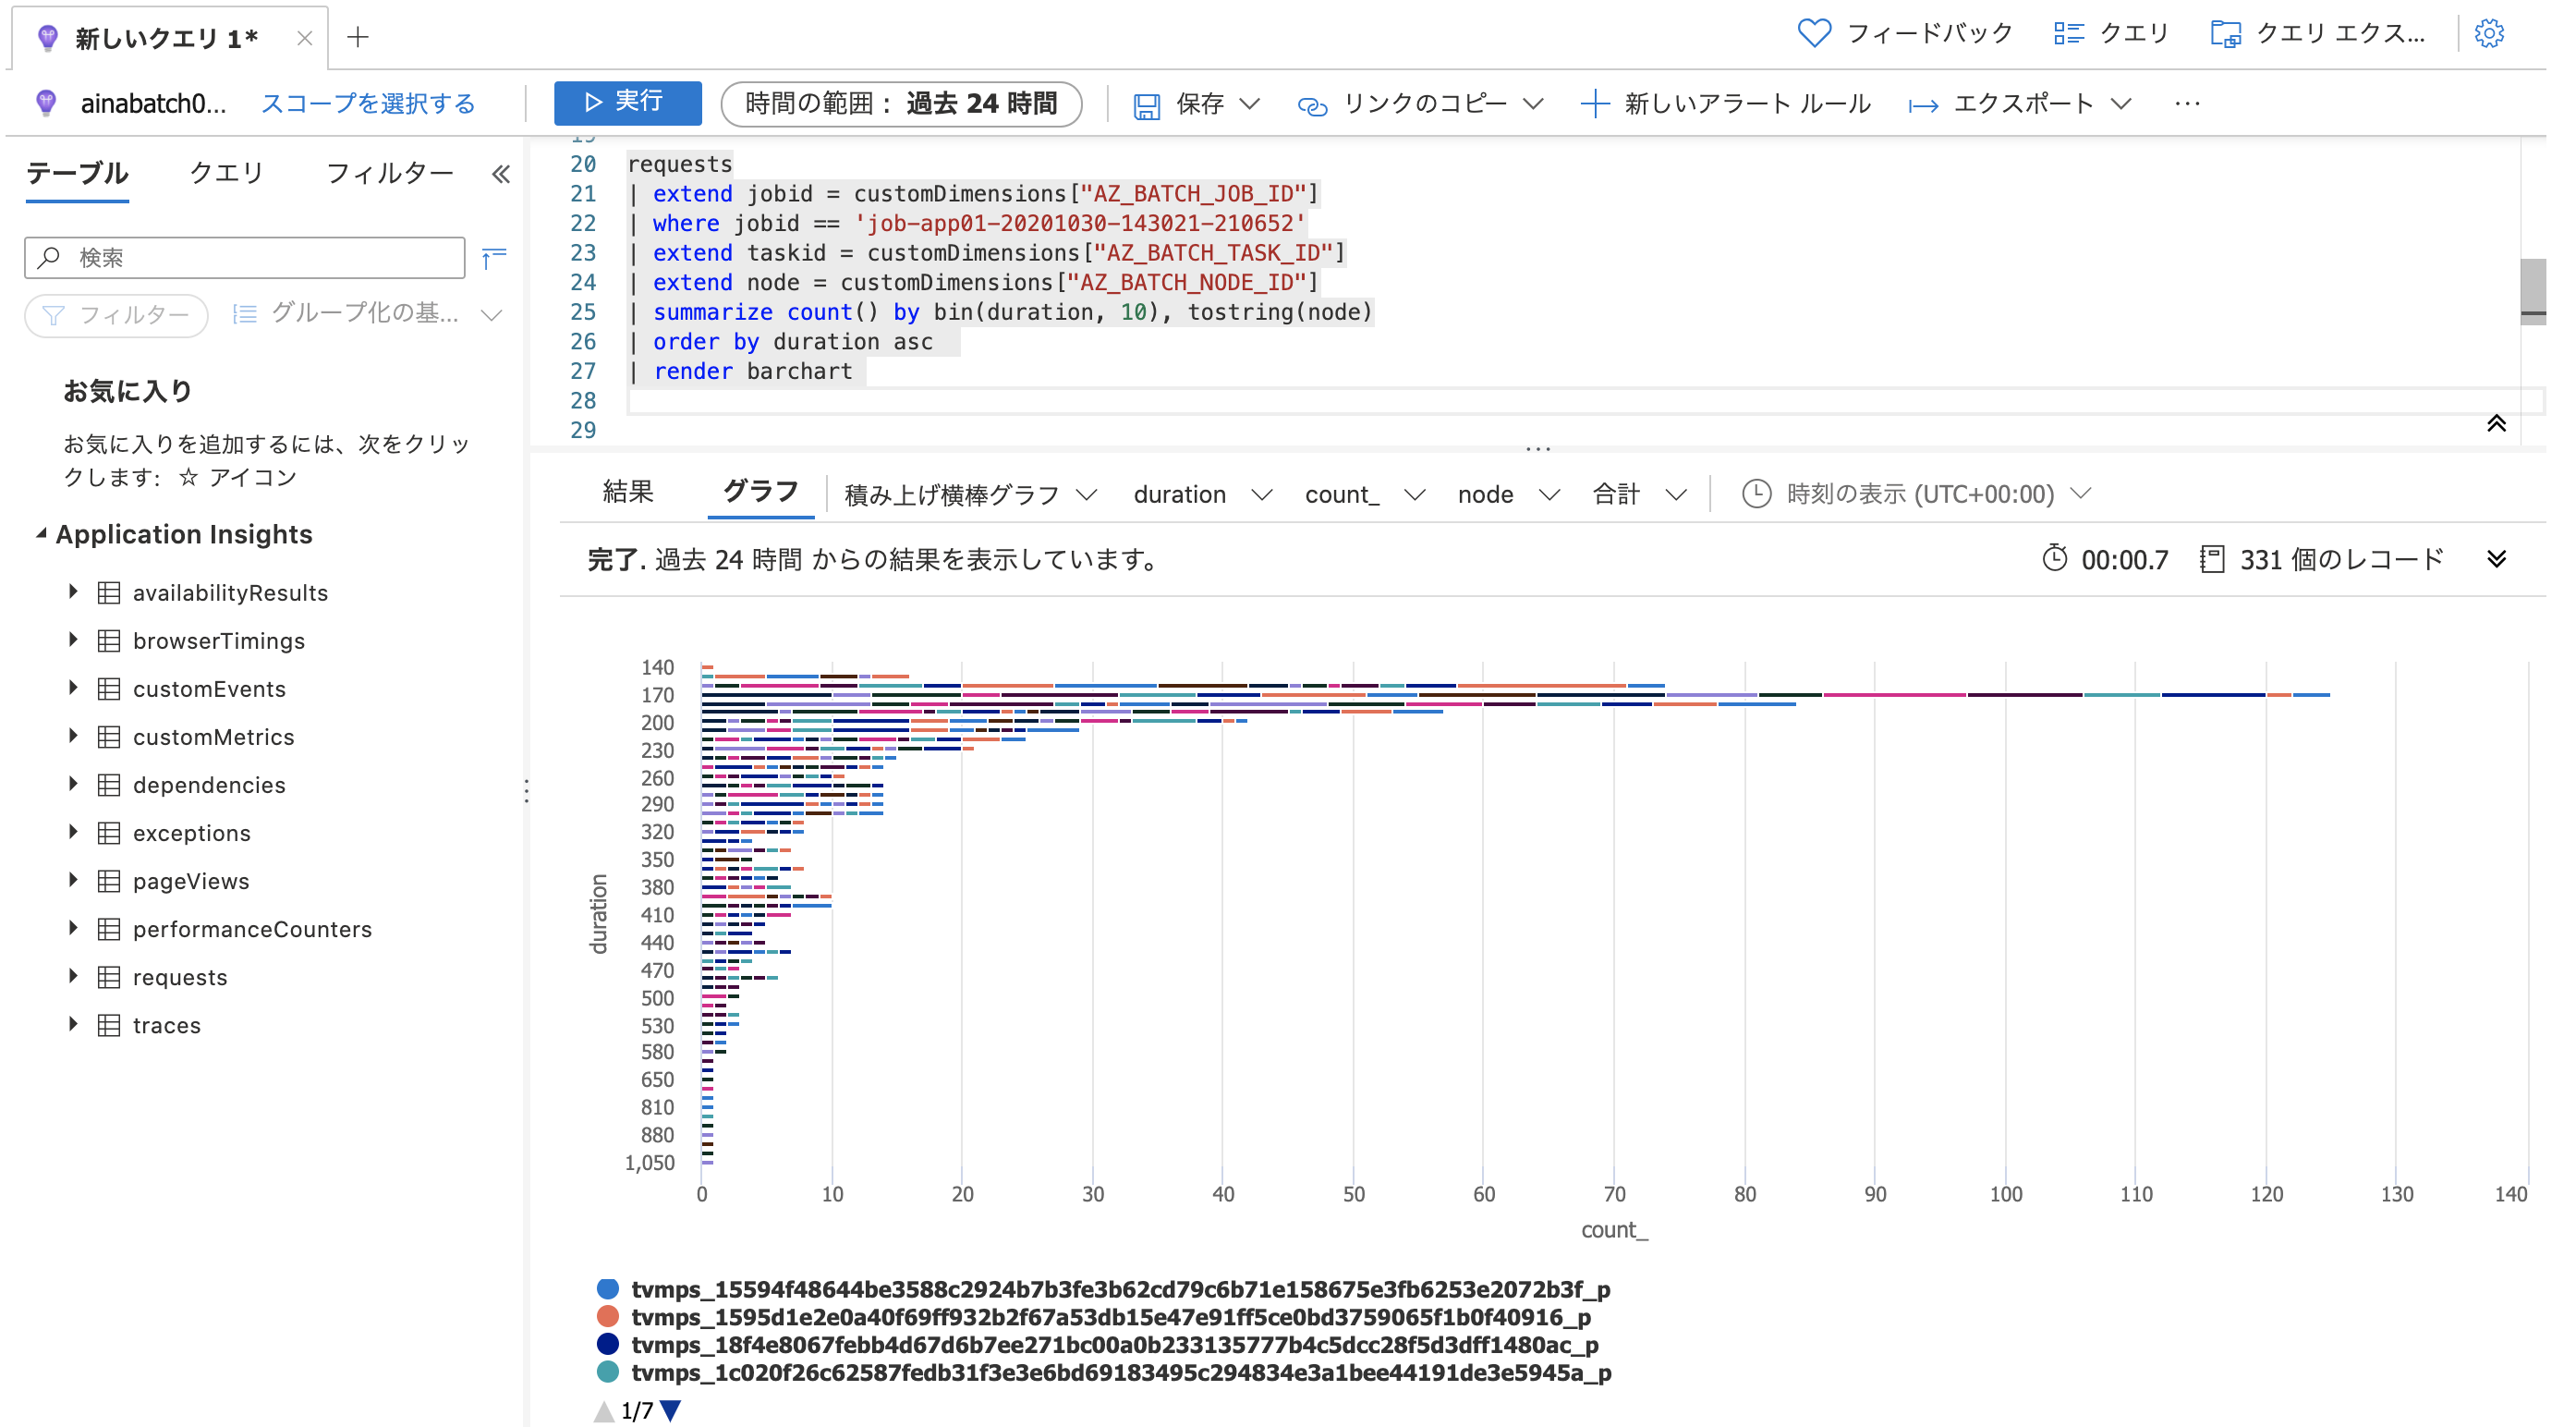 新しいクエリ 1*
フィードバック
クエリ
クエリ エクス...
ainabatch0...
スコープを選択する
実行
時間の範囲： 過去 24 時間
保存
リンクのコピー
新しいアラート ルール
エクスポート
...
テーブル
クエリ
フィルター
検索
フィルター
グループ化の基...
お気に入り
お気に入りを追加するには、次をクリッ
クします: ☆ アイコン
Application Insights
availabilityResults
browserTimings
customEvents
customMetrics
dependencies
exceptions
pageViews
performanceCounters
requests
traces
19
20 requests
21 | extend jobid = customDimensions["AZ_BATCH_JOB_ID"]
22 | where jobid == 'job-app01-20201030-143021-210652'
23 | extend taskid = customDimensions["AZ_BATCH_TASK_ID"]
24 | extend node = customDimensions["AZ_BATCH_NODE_ID"]
25 | summarize count() by bin(duration, 10), tostring(node)
26 | order by duration asc
27 | render barchart
28
29
結果
グラフ
積み上げ横棒グラフ
duration
count_
node
合計
時刻の表示 (UTC+00:00)
完了. 過去 24 時間 からの結果を表示しています。
00:00.7
331 個のレコード
duration
140
170
200
230
260
290
320
350
380
410
440
470
500
530
580
650
810
880
1,050
0 10 20 30 40 50 60 70 80 90 100 110 120 130 140
count_
tvmps_15594f48644be3588c2924b7b3fe3b62cd79c6b71e158675e3fb6253e2072b3f_p
tvmps_1595d1e2e0a40f69ff932b2f67a53db15e47e91ff5ce0bd3759065f1b0f40916_p
tvmps_18f4e8067febb4d67d6b7ee271bc00a0b233135777b4c5dcc28f5d3dff1480ac_p
tvmps_1c020f26c62587fedb31f3e3e6bd69183495c294834e3a1bee44191de3e5945a_p
1/7